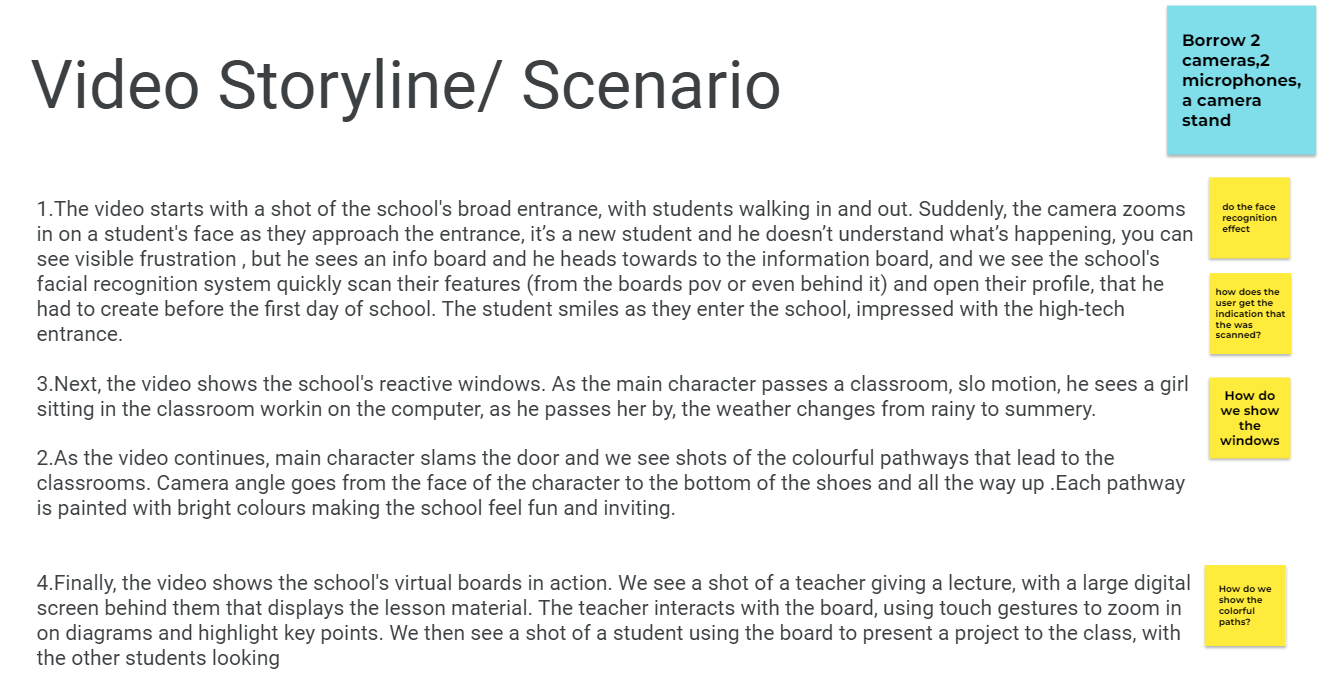 Video Storyline/ Scenario
Borrow 2
cameras,2
microphones,
a camera
stand
1.The video starts with a shot of the school's broad entrance, with students walking in and out. Suddenly, the camera zooms
in on a student's face as they approach the entrance, it’s a new student and he doesn’t understand what’s happening, you can
see visible frustration , but he sees an info board and he heads towards to the information board, and we see the school's
facial recognition system quickly scan their features (from the boards pov or even behind it) and open their profile, that he
had to create before the first day of school. The student smiles as they enter the school, impressed with the high-tech
entrance.
do the face
recognition
effect
how does the
user get the
indication that
the was
scanned?
3.Next, the video shows the school's reactive windows. As the main character passes a classroom, slo motion, he sees a girl
sitting in the classroom workin on the computer, as he passes her by, the weather changes from rainy to summery.
How do
we show
the
windows
2.As the video continues, main character slams the door and we see shots of the colourful pathways that lead to the
classrooms. Camera angle goes from the face of the character to the bottom of the shoes and all the way up .Each pathway
is painted with bright colours making the school feel fun and inviting.
4.Finally, the video shows the school's virtual boards in action. We see a shot of a teacher giving a lecture, with a large digital
screen behind them that displays the lesson material. The teacher interacts with the board, using touch gestures to zoom in
on diagrams and highlight key points. We then see a shot of a student using the board to present a project to the class, with
the other students looking
How do we
show the
colorful
paths?